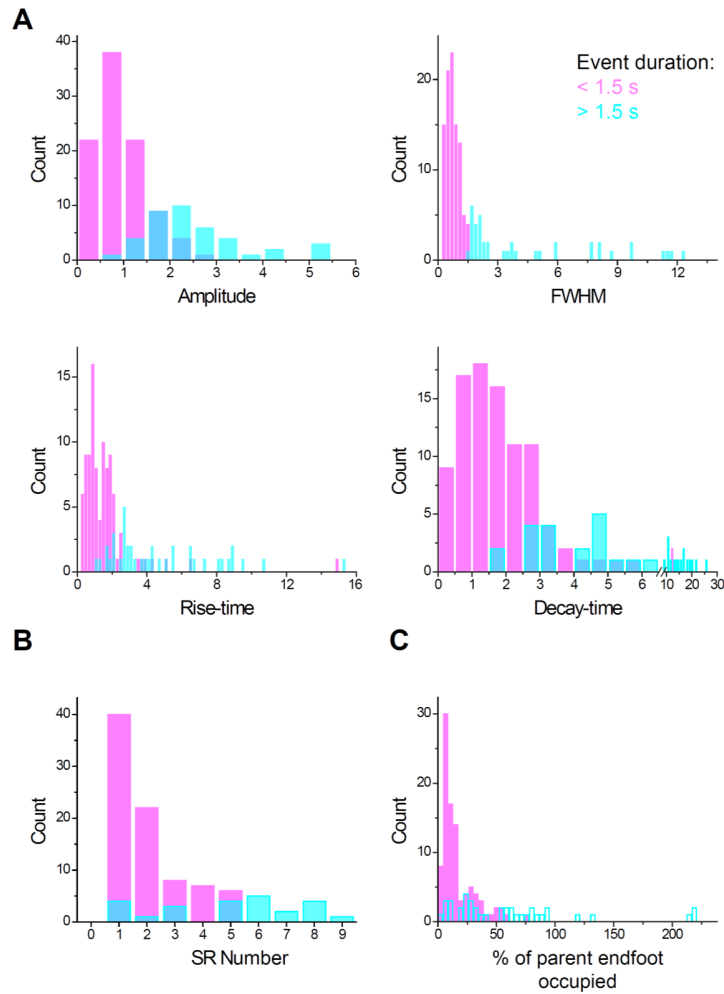 A
40
30
20
10
0
Count
0 1 2 3 4 5 6
Amplitude
20
10
0
Count
0 3 6 9 12
FWHM
Event duration:
< 1.5 s
> 1.5 s
15
10
5
0
Count
0 4 8 12 16
Rise-time
15
10
5
0
Count
0 1 2 3 4 5 6 10 20 30
Decay-time
B
40
30
20
10
0
Count
0 1 2 3 4 5 6 7 8 9
SR Number
C
30
20
10
0
Count
0 50 100 150 200
% of parent endfoot
occupied